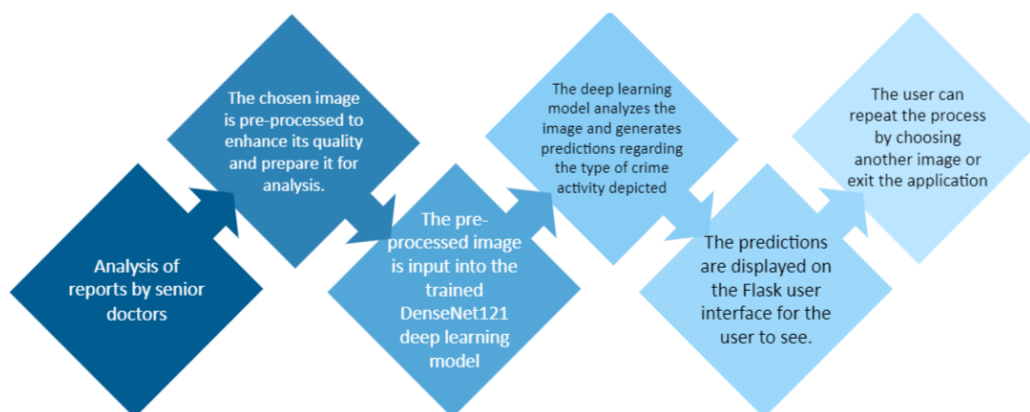 Analysis of
reports by senior
doctors
The chosen image
is pre-processed to
enhance its quality
and prepare it for
analysis.
The pre-
processed image
is input into the
trained
DenseNet121
deep learning
model
The deep learning
model analyzes the
image and generates
predictions regarding
the type of crime
activity depicted
The predictions
are displayed on
the Flask user
interface for the
user to see.
The user can
repeat the process
by choosing
another image or
exit the application